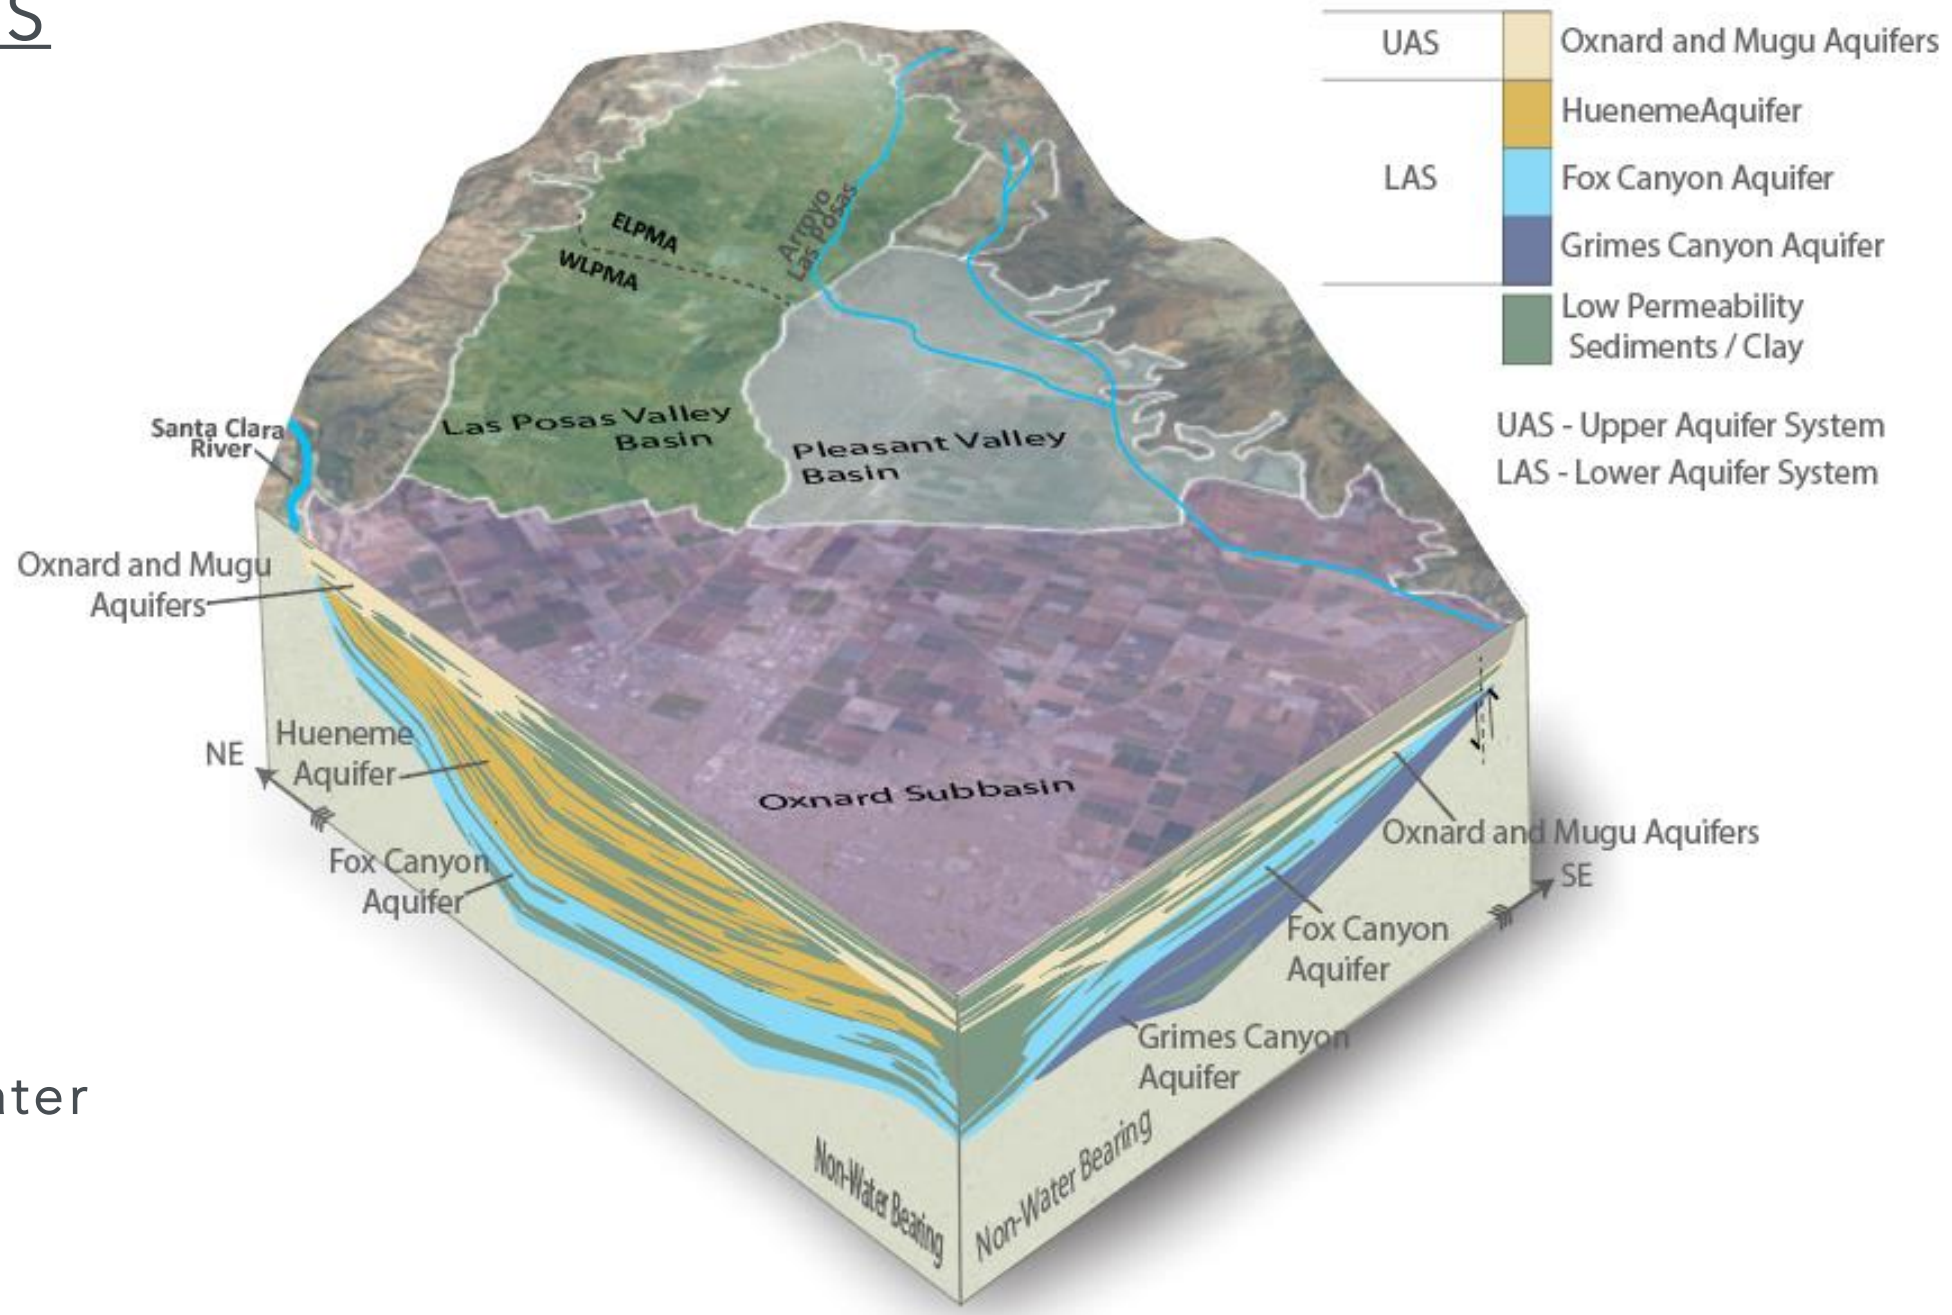 S
UAS
Oxnard and Mugu Aquifers
HuenemeAquifer
LAS
Fox Canyon Aquifer
Grimes Canyon Aquifer
Low Permeability
Sediments / Clay
UAS - Upper Aquifer System
LAS - Lower Aquifer System
Arroyo
Las Posas
ELPMA
WLPMA
Las Posas Valley
Basin
Pleasant Valley
Basin
Santa Clara
River
Oxnard and Mugu
Aquifers
Hueneme
Aquifer
NE
Fox Canyon
Aquifer
Oxnard Subbasin
Oxnard and Mugu Aquifers
SE
Fox Canyon
Aquifer
Grimes Canyon
Aquifer
Non-Water Bearing
Non-Water Bearing
ater